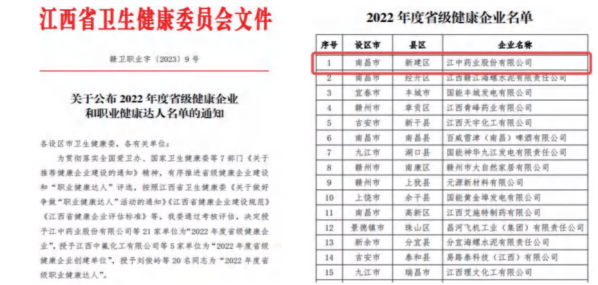 江西省卫生健康委员会文件
赣卫职业字〔2023〕9号
关于公布2022年度省级健康企业
和职业健康达人名单的通知
各设区市卫生健康委，各有关单位：
为贯彻落实全国爱卫办、国家卫生健康委等7部门《关于
推荐健康企业建设的通知》精神，有序推进省级健康企业建设
和“职业健康达人”评选，按照江西省卫生健康委《关于做好
争做“职业健康达人”活动的通知》《江西省健康企业建设规范》
《江西省健康企业评估标准》等，我委通过考核评估，决定授
予江中药业股份有限公司等21家单位为“2022年度省级健康企
业”，授予江西中氟化工有限公司等5家单位为“2022年度省
级健康企业创建单位”，授予刘俊岭等20名同志为“2022年度省
级职业健康达人”。
2022年度省级健康企业名单
序号 设区市 县区 企业名称
1 南昌市 新建区 江中药业股份有限公司
2 南昌市 经开区 江西赣江海螺水泥有限责任公司
3 宜春市 丰城市 国能丰城发电有限公司
4 赣州市 章贡区 江西青峰药业有限公司
5 吉安市 新干县 江西天宇化工有限公司
6 南昌市 南昌县 百威雪津（南昌）啤酒有限公司
7 九江市 湖口县 国能神华九江发电有限责任公司
8 赣州市 南康区 赣州市大自然家居有限公司
9 赣州市 上犹县 元源新材料有限公司
10 上饶市 余干县 国能黄金埠发电有限公司
11 南昌市 高新区 江西艾施特制药有限公司
12 景德镇市 珠山区 昌河飞机工业（集团）有限责任公司
13 新余市 分宜县 分宜海螺水泥有限责任公司
14 吉安市 泰和县 易路泰科技（江西）有限公司
15 九江市 瑞昌市 江西理文化工有限公司